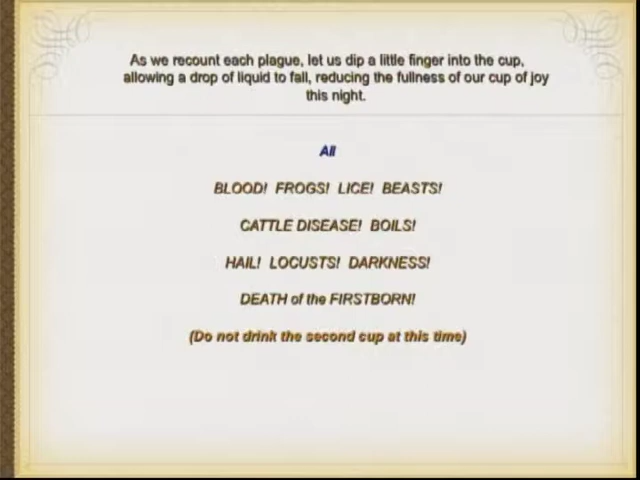 As we recount each plague, let us dip a little finger into the cup,
allowing a drop of liquid to fall, reducing the fullness of our cup of joy
this night.
All
BLOOD! FROGS! LICE! BEASTS!
CATTLE DISEASE! BOILS!
HAIL! LOCUSTS! DARKNESS!
DEATH of the FIRSTBORN!
(Do not drink the second cup at this time)